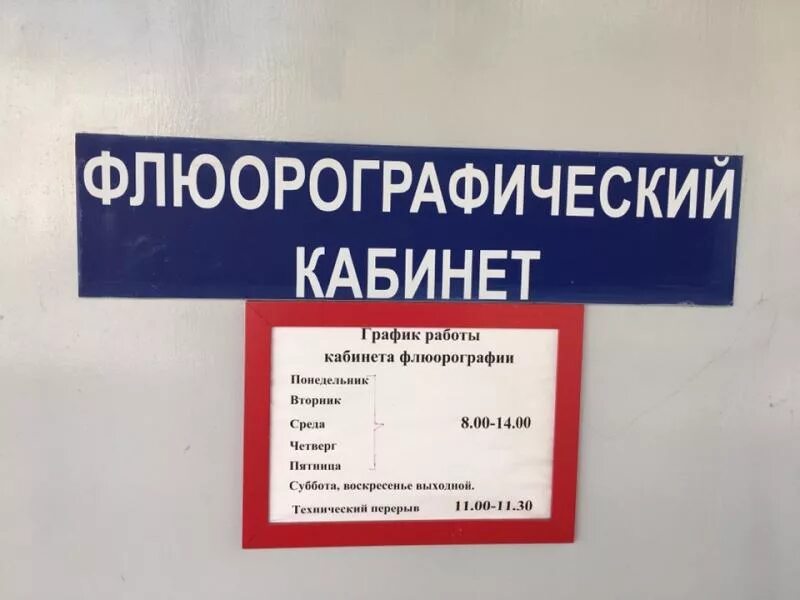 ФЛЮОРОГРАФИЧЕСКИЙ
КАБИНЕТ
График работы
кабинета флюорографии
Понедельник
Вторник
Среда 8.00-14.00
Четверг
Пятница
Суббота, воскресенье выходной.
Технический перерыв 11.00-11.30